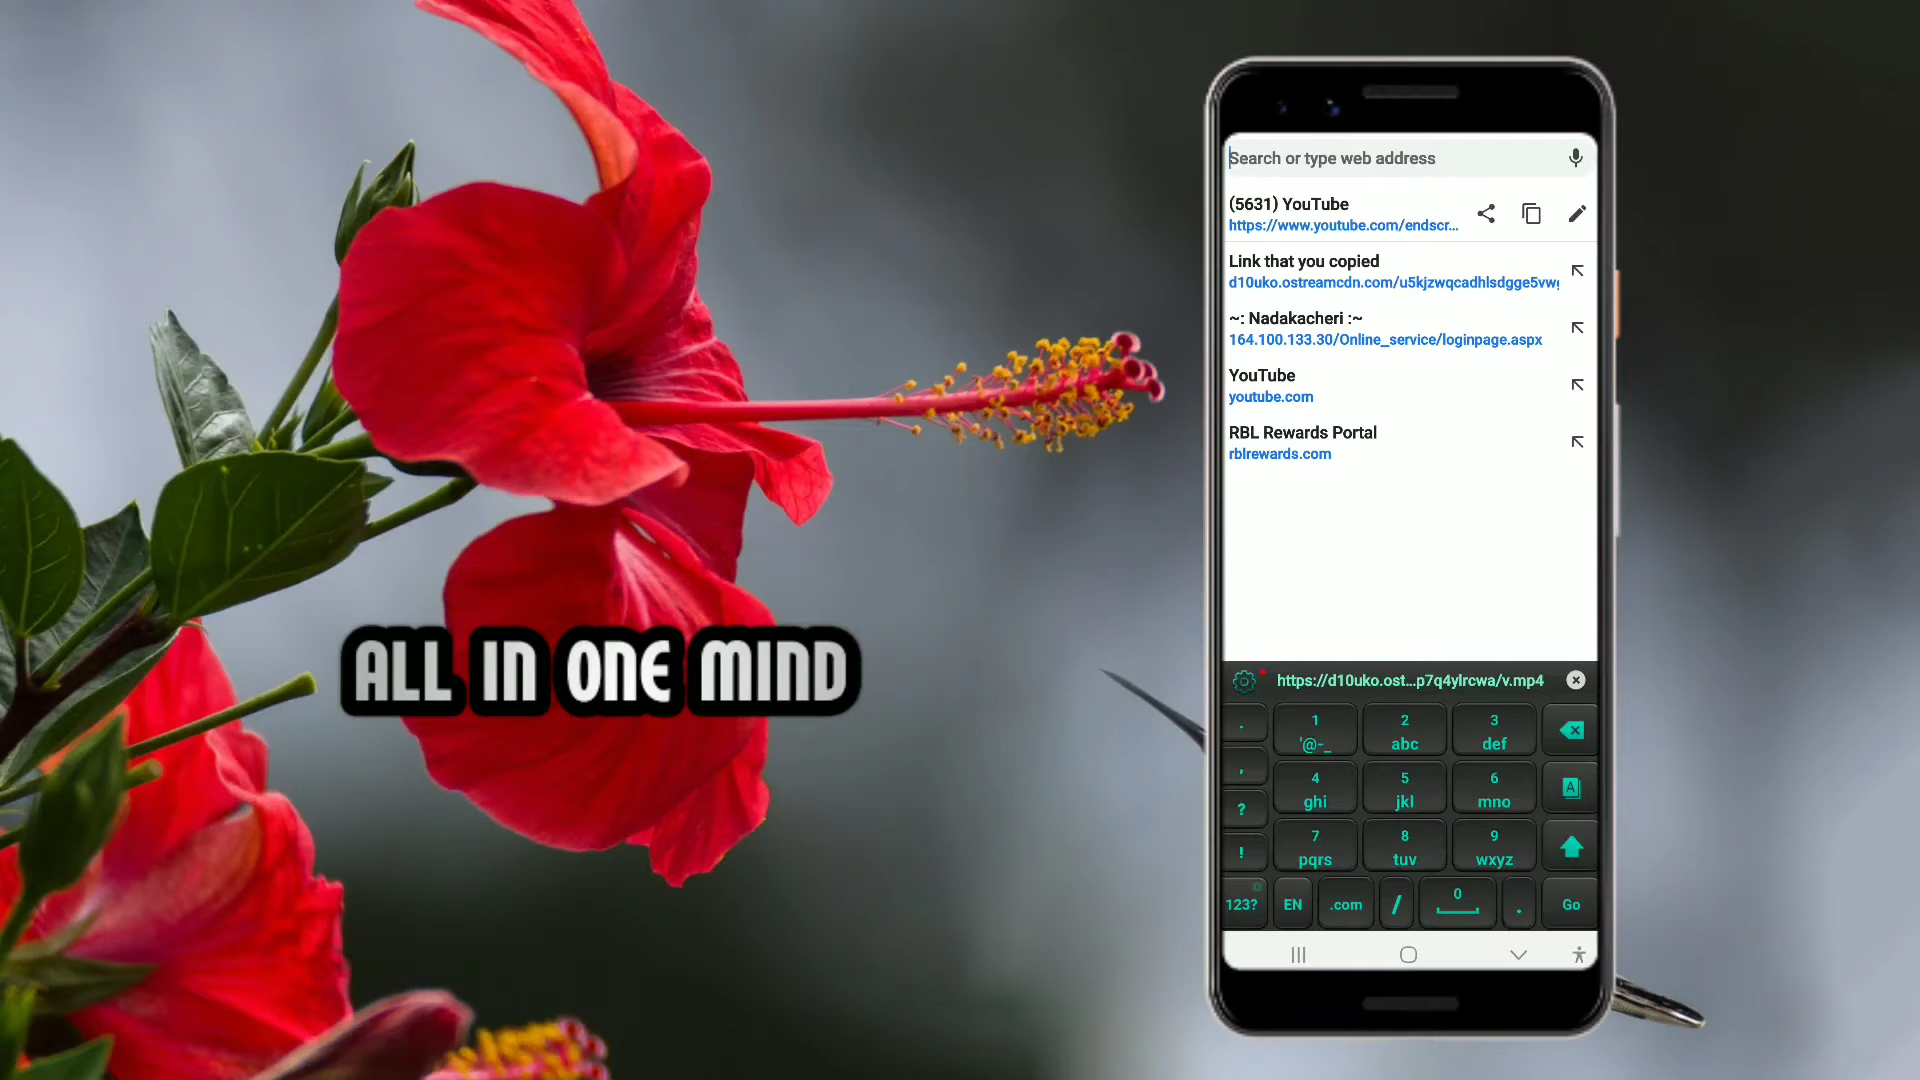 ALL IN ONE MIND
Search or type web address
(5631) YouTube
https://www.youtube.com/endscr...
Link that you copied
d10uko.ostreamcdn.com/u5kjzwqcadhlsdgge5vw
~: Nadakacheri :~
164.100.133.30/Online_service/loginpage.aspx
YouTube
youtube.com
RBL Rewards Portal
rblrewards.com
https://d10uko.ost...p7q4ylrcwa/v.mp4
. 1 2 3
'@-_ abc def
, 4 5 6
ghi jkl mno
? 7 8 9
! pqrs tuv wxyz
123? EN .com / 0 . Go